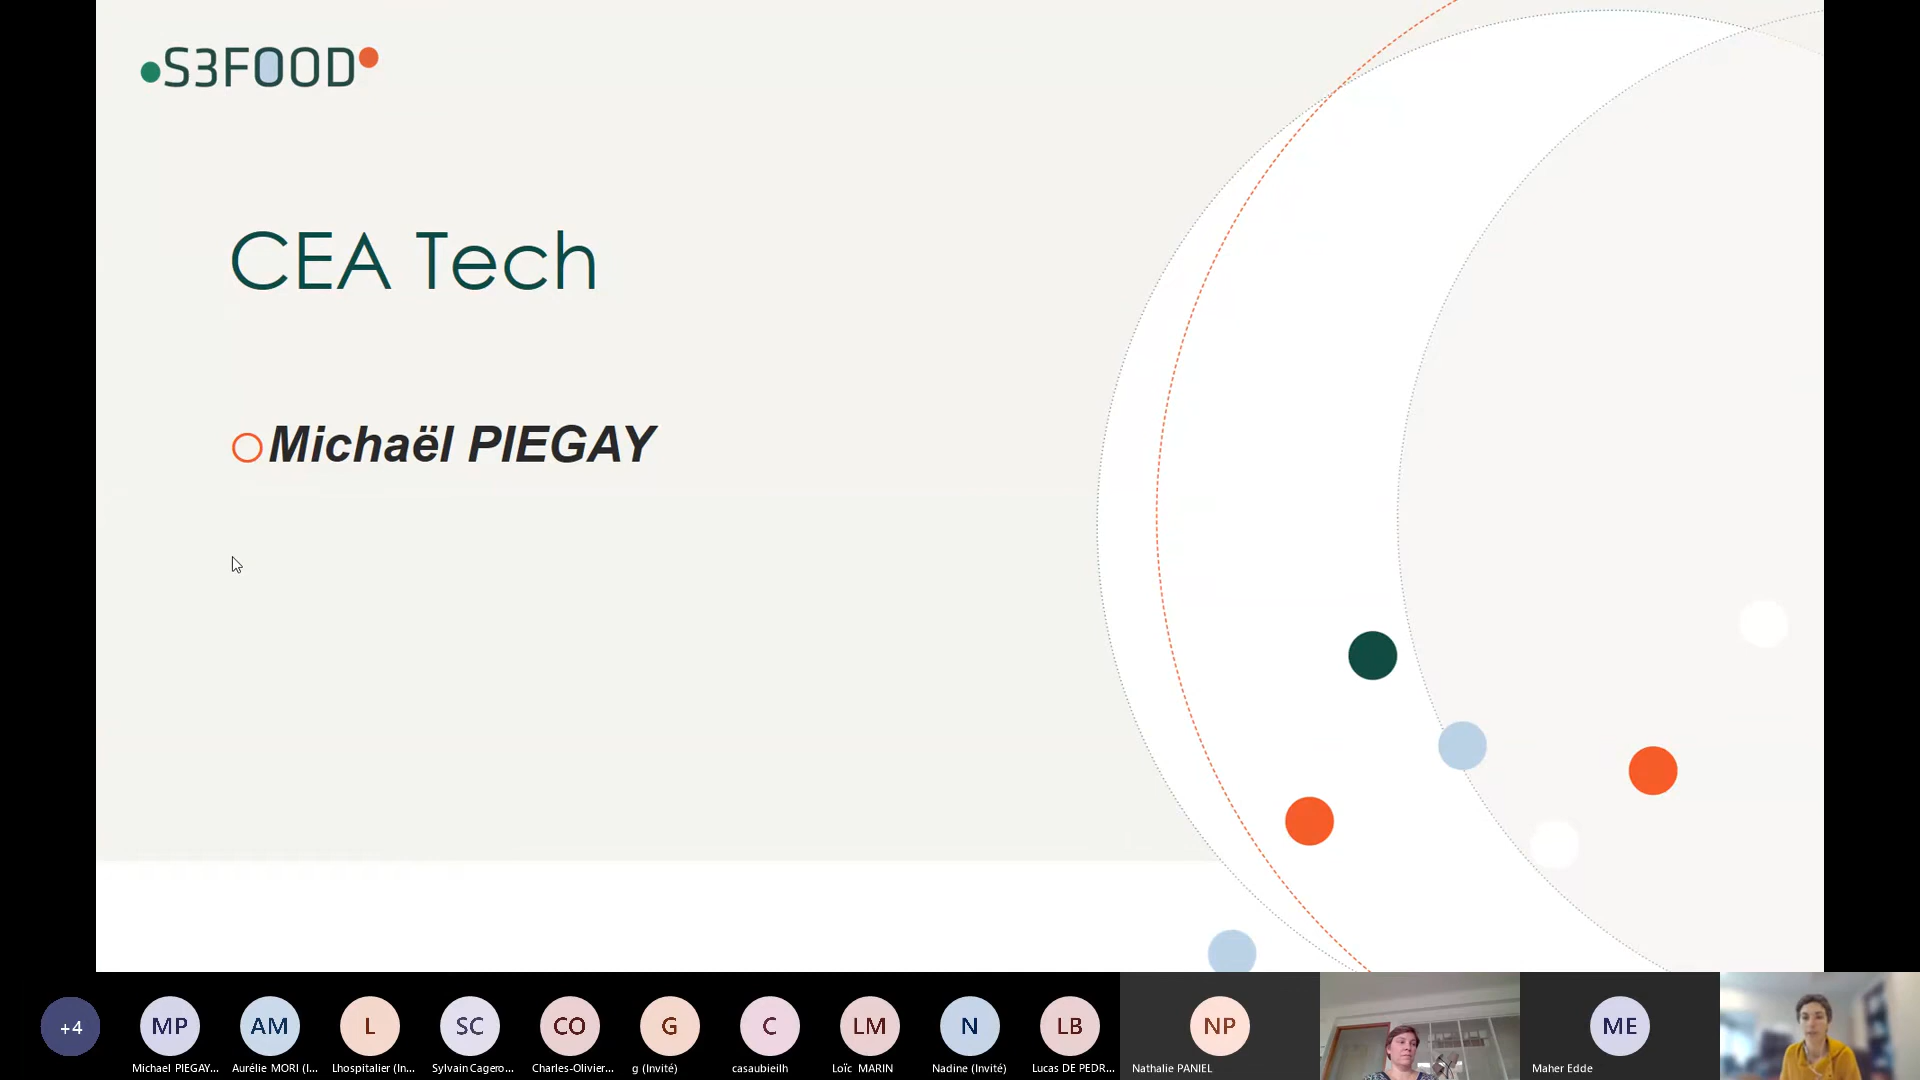 S3FOOD
CEA Tech
Michaël PIEGAY
+4
MP
AM
L
SC
CO
G
C
LM
N
LB
NP
ME
Michael PIEGAY...
Aurélie MORI (I...
Lhospitalier (In...
Sylvain Cagero...
Charles-Olivier...
g (Invité)
casaubieilh
Loïc MARIN
Nadine (Invité)
Lucas DE PEDR...
Nathalie PANIEL
Maher Edde